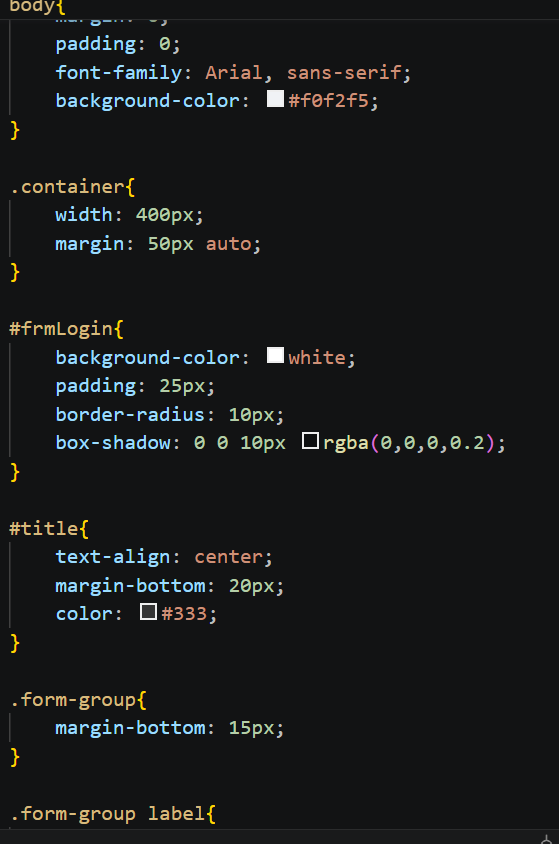 body{
    padding: 0;
    font-family: Arial, sans-serif;
    background-color: #f0f2f5;
}
.container{
    width: 400px;
    margin: 50px auto;
}
#frmLogin{
    background-color: white;
    padding: 25px;
    border-radius: 10px;
    box-shadow: 0 0 10px rgba(0,0,0,0.2);
}
#title{
    text-align: center;
    margin-bottom: 20px;
    color: #333;
}
.form-group{
    margin-bottom: 15px;
}
.form-group label{